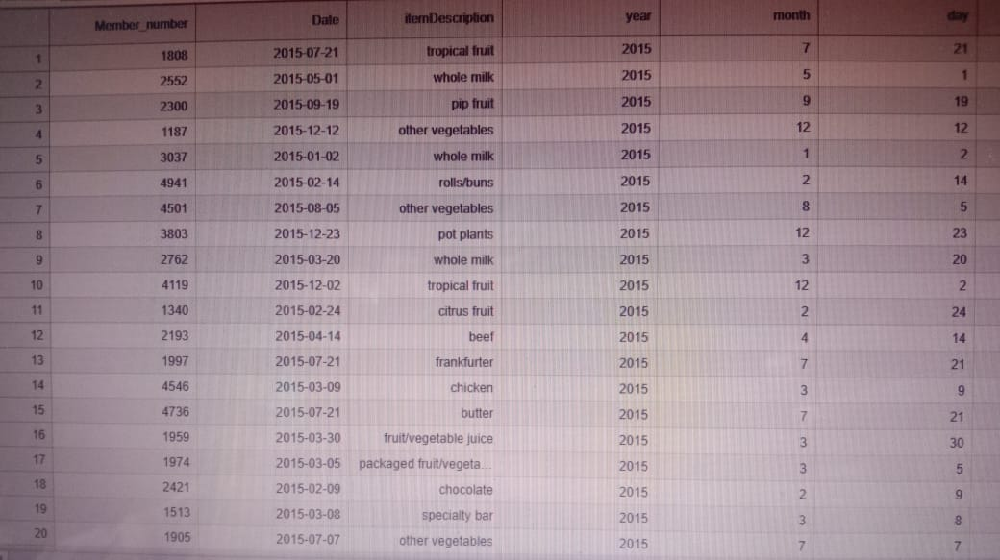 Member_number Date itemDescription year month day
1 1808 2015-07-21 tropical fruit 2015 7 21
2 2552 2015-05-01 whole milk 2015 5 1
3 2300 2015-09-19 pip fruit 2015 9 19
4 1187 2015-12-12 other vegetables 2015 12 12
5 3037 2015-01-02 whole milk 2015 1 2
6 4941 2015-02-14 rolls/buns 2015 2 14
7 4501 2015-08-05 other vegetables 2015 8 5
8 3803 2015-12-23 pot plants 2015 12 23
9 2762 2015-03-20 whole milk 2015 3 20
10 4119 2015-12-02 tropical fruit 2015 12 2
11 1340 2015-02-24 citrus fruit 2015 2 24
12 2193 2015-04-14 beef 2015 4 14
13 1997 2015-07-21 frankfurter 2015 7 21
14 4546 2015-03-09 chicken 2015 3 9
15 4736 2015-07-21 butter 2015 7 21
16 1959 2015-03-30 fruit/vegetable juice 2015 3 30
17 1974 2015-03-05 packaged fruit/vegeta... 2015 3 5
18 2421 2015-02-09 chocolate 2015 2 9
19 1513 2015-03-08 specialty bar 2015 3 8
20 1905 2015-07-07 other vegetables 2015 7 7